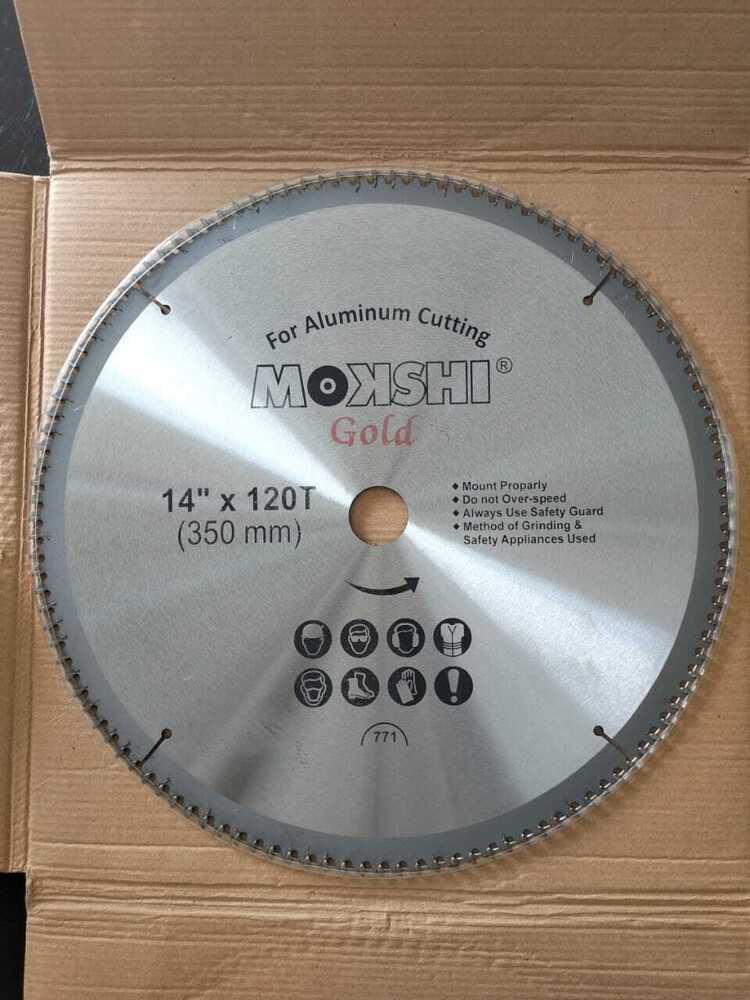 For Aluminum Cutting
MOKSHI®
Gold
14" x 120T
(350 mm)
◆ Mount Proparly
◆ Do not Over-speed
◆ Always Use Safety Guard
◆ Method of Grinding &
Safety Appliances Used
771